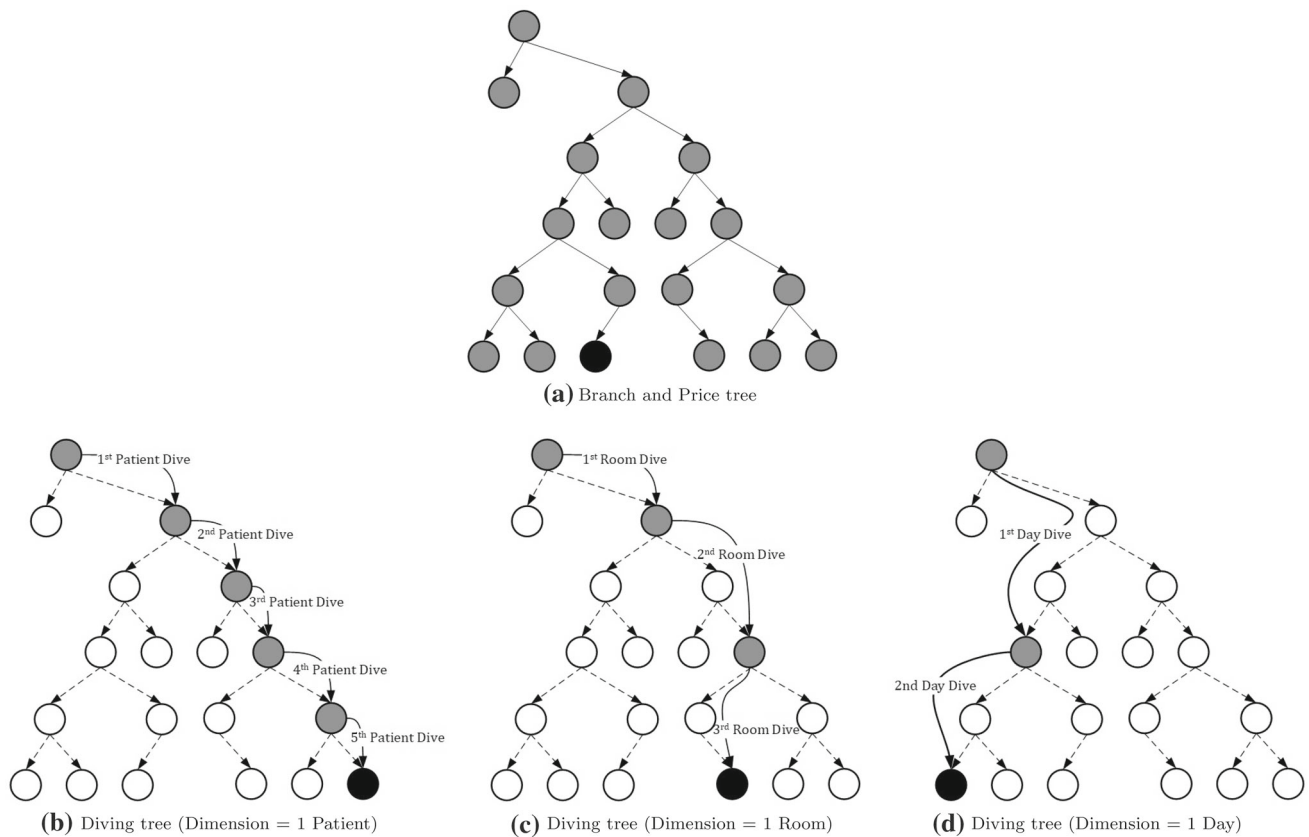 (a) Branch and Price tree
1st Patient Dive
2nd Patient Dive
3rd Patient Dive
4th Patient Dive
5th Patient Dive
(b) Diving tree (Dimension = 1 Patient)
1st Room Dive
2nd Room Dive
3rd Room Dive
(c) Diving tree (Dimension = 1 Room)
1st Day Dive
2nd Day Dive
(d) Diving tree (Dimension = 1 Day)